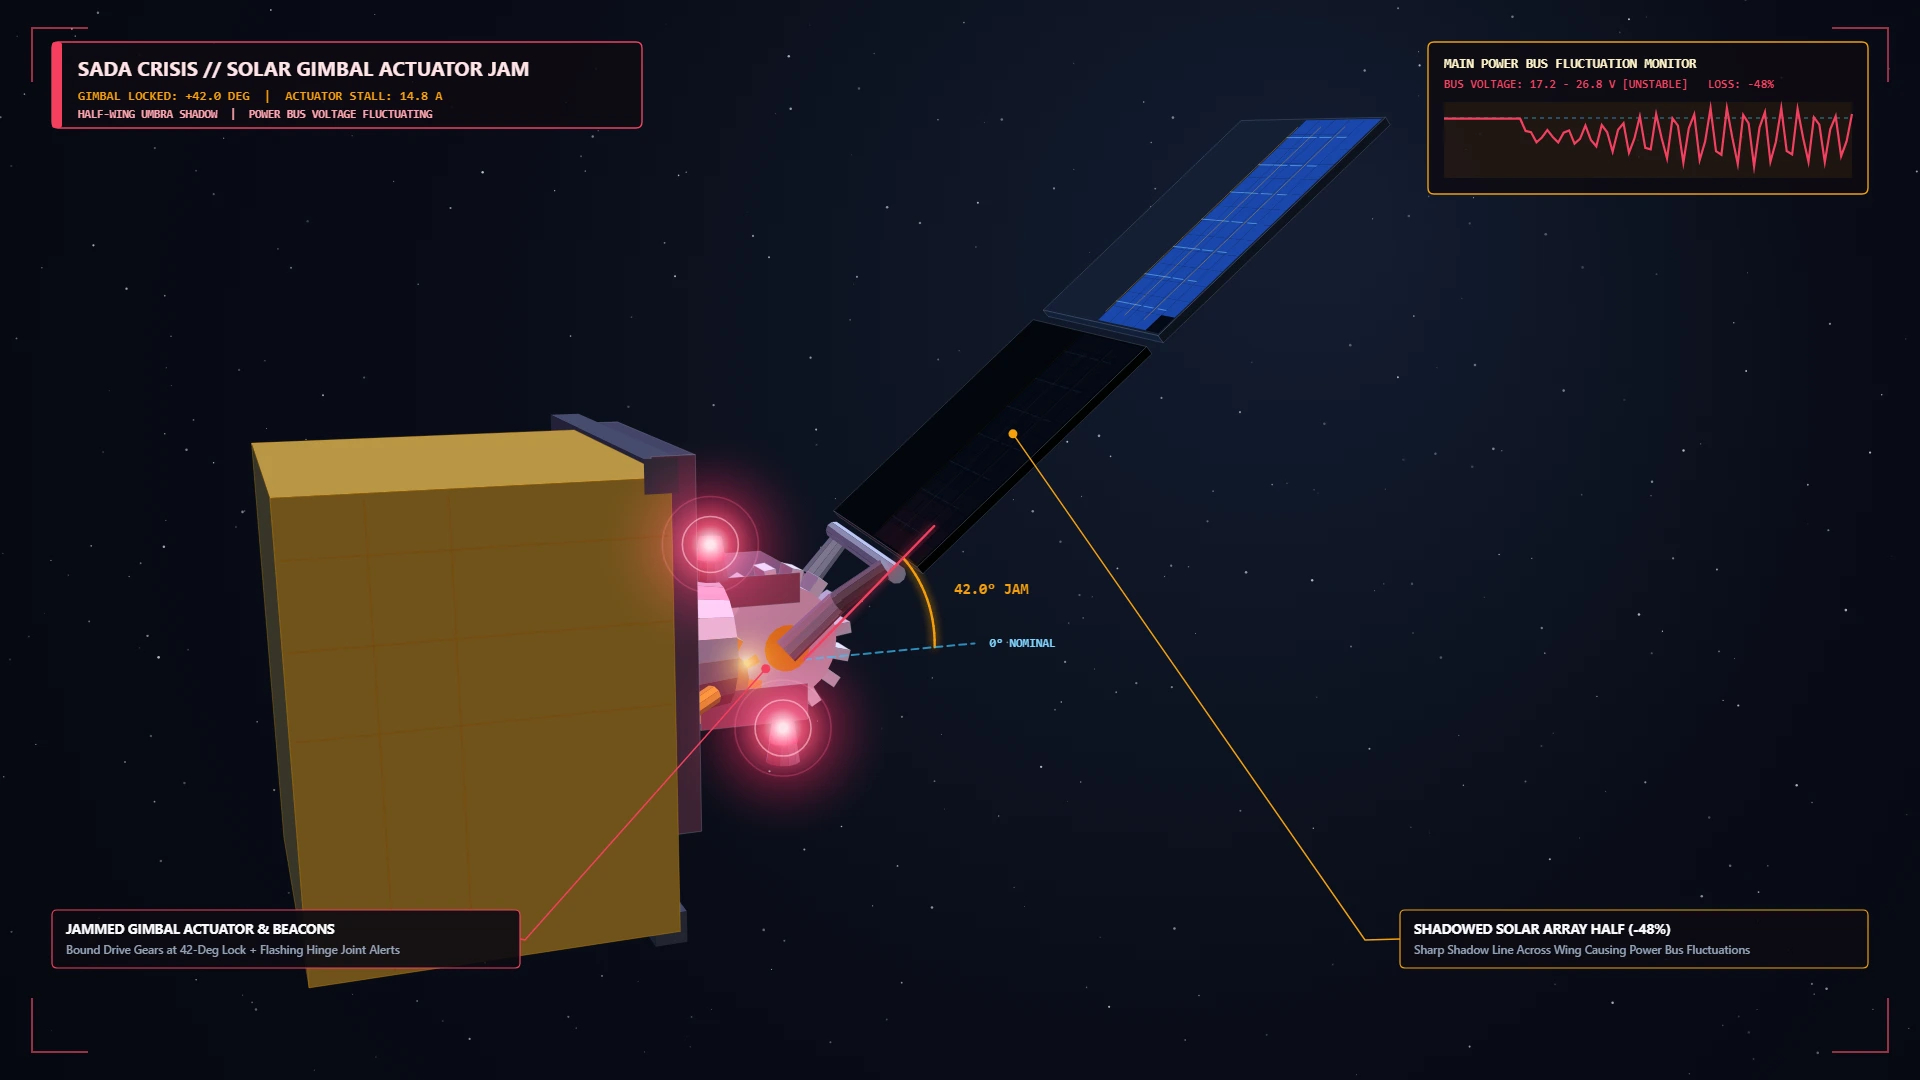 SADA CRISIS // SOLAR GIMBAL ACTUATOR JAM
GIMBAL LOCKED: +42.0 DEG | ACTUATOR STALL: 14.8 A
HALF-WING UMBRA SHADOW | POWER BUS VOLTAGE FLUCTUATING
MAIN POWER BUS FLUCTUATION MONITOR
BUS VOLTAGE: 17.2 - 26.8 V [UNSTABLE] LOSS: -48%
42.0° JAM
0° NOMINAL
JAMMED GIMBAL ACTUATOR & BEACONS
Bound Drive Gears at 42-Deg Lock + Flashing Hinge Joint Alerts
SHADOWED SOLAR ARRAY HALF (-48%)
Sharp Shadow Line Across Wing Causing Power Bus Fluctuations